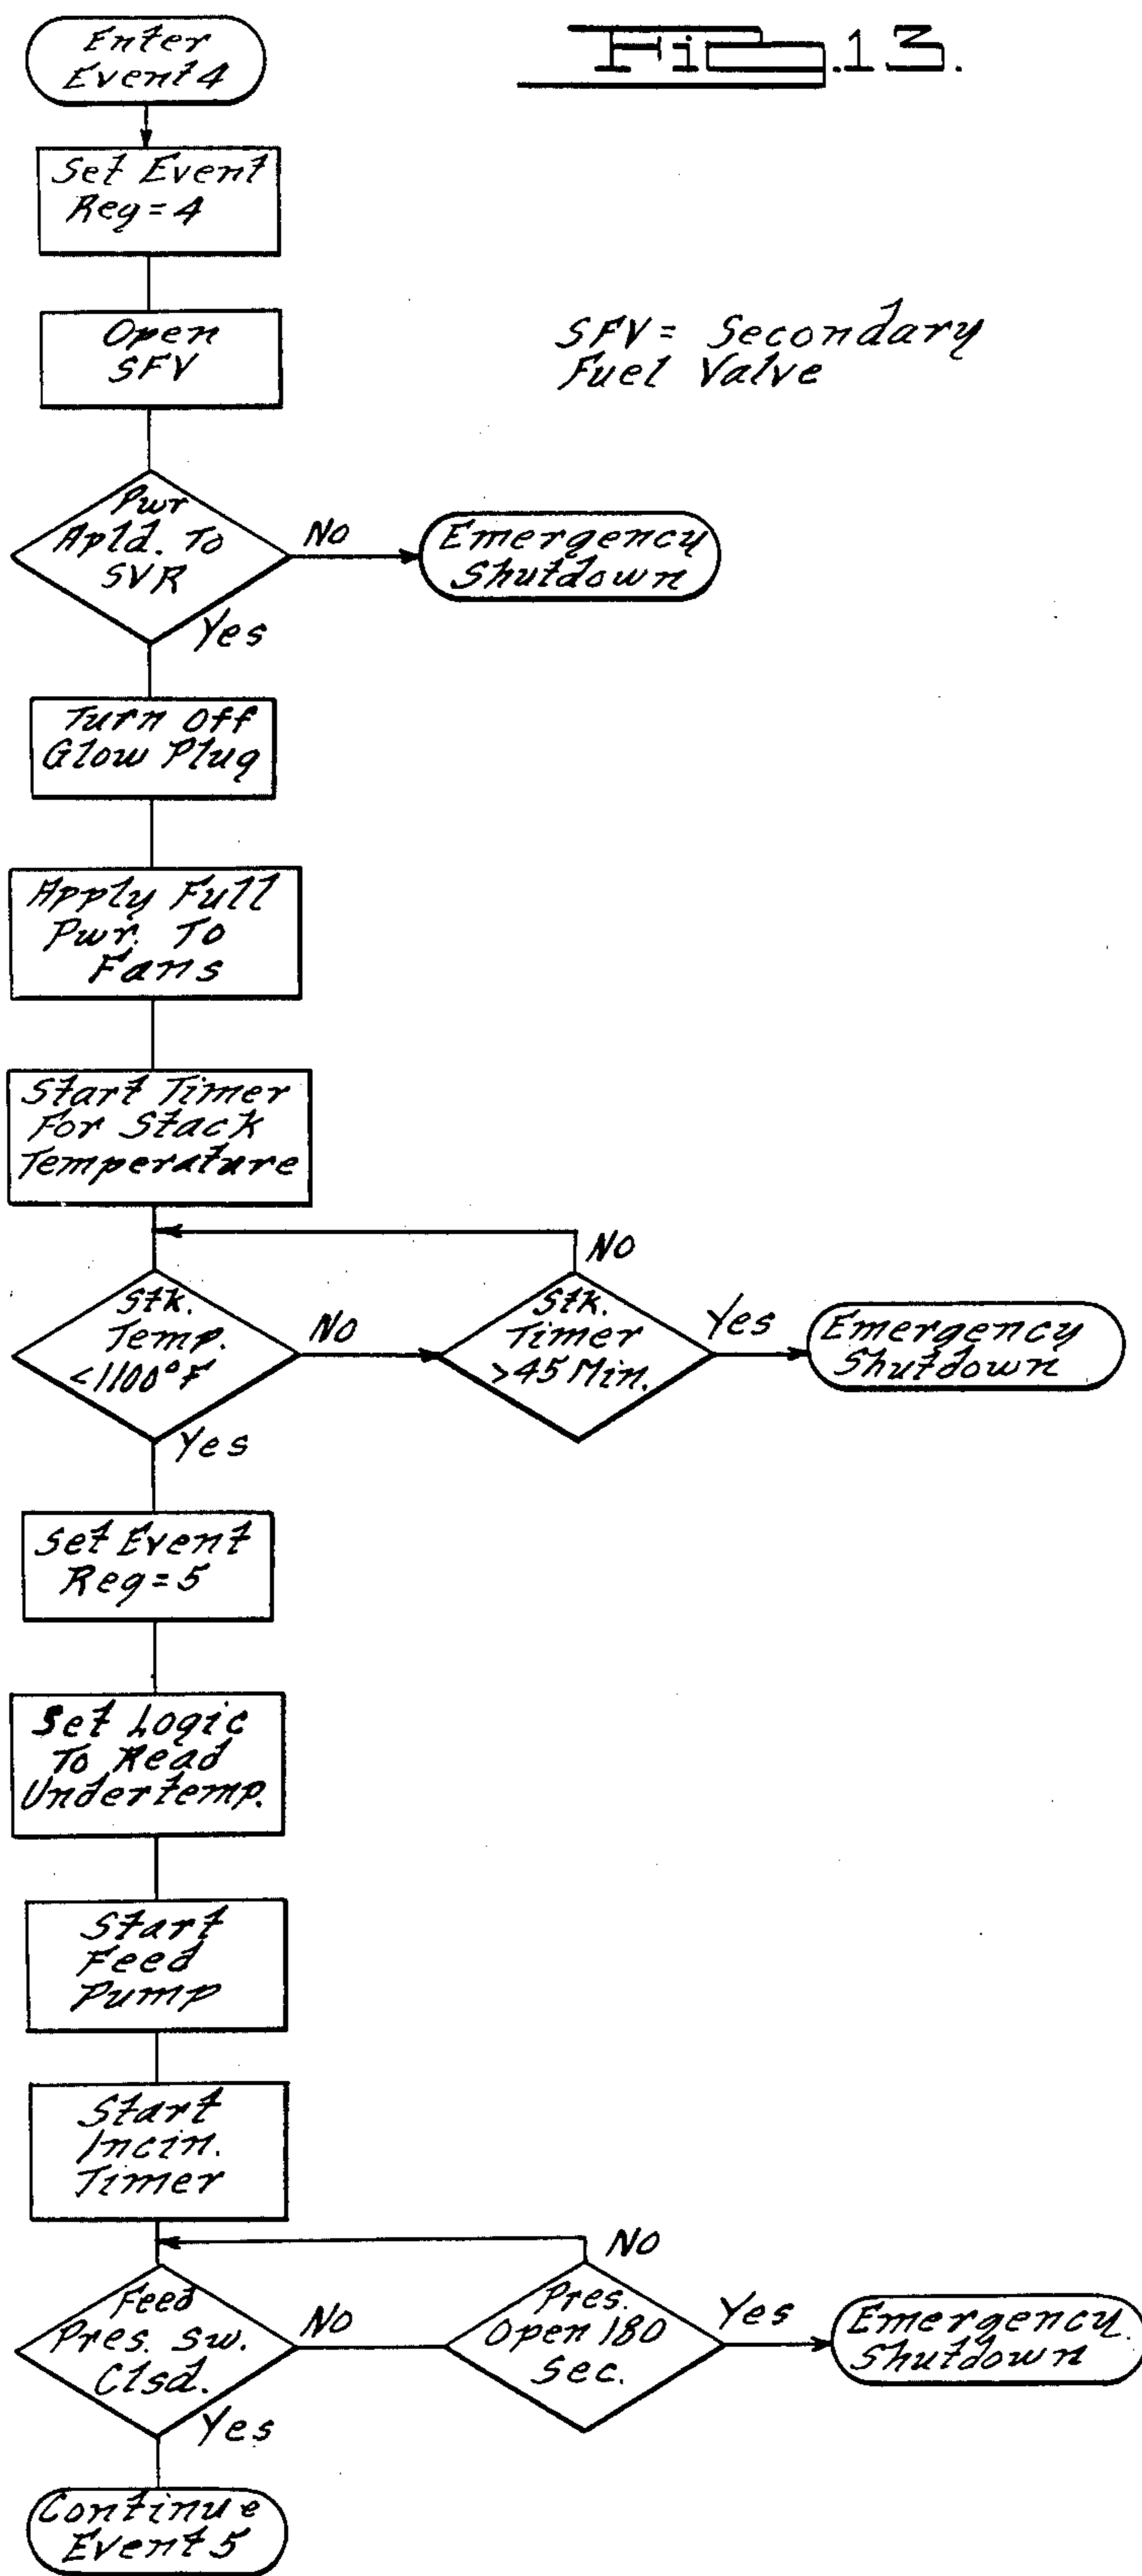 Fig. 13.
Enter
Event 4
Set Event
Reg = 4
Open
SFV
SFV = Secondary
Fuel Valve
Pwr
Apld. To
SVR
No
Emergency
Shutdown
Yes
Turn Off
Glow Plug
Apply Full
Pwr. To
Fans
Start Timer
For Stack
Temperature
Stk.
Temp.
<1100°F
No
Stk.
Timer
>45 Min.
No
Yes
Emergency
Shutdown
Yes
Set Event
Reg = 5
Set Logic
To Read
Undertemp.
Start
Feed
Pump
Start
Incin.
Timer
Feed
Pres. Sw.
Clsd.
No
Pres.
Open 180
Sec.
No
Yes
Emergency
Shutdown
Yes
Continue
Event 5